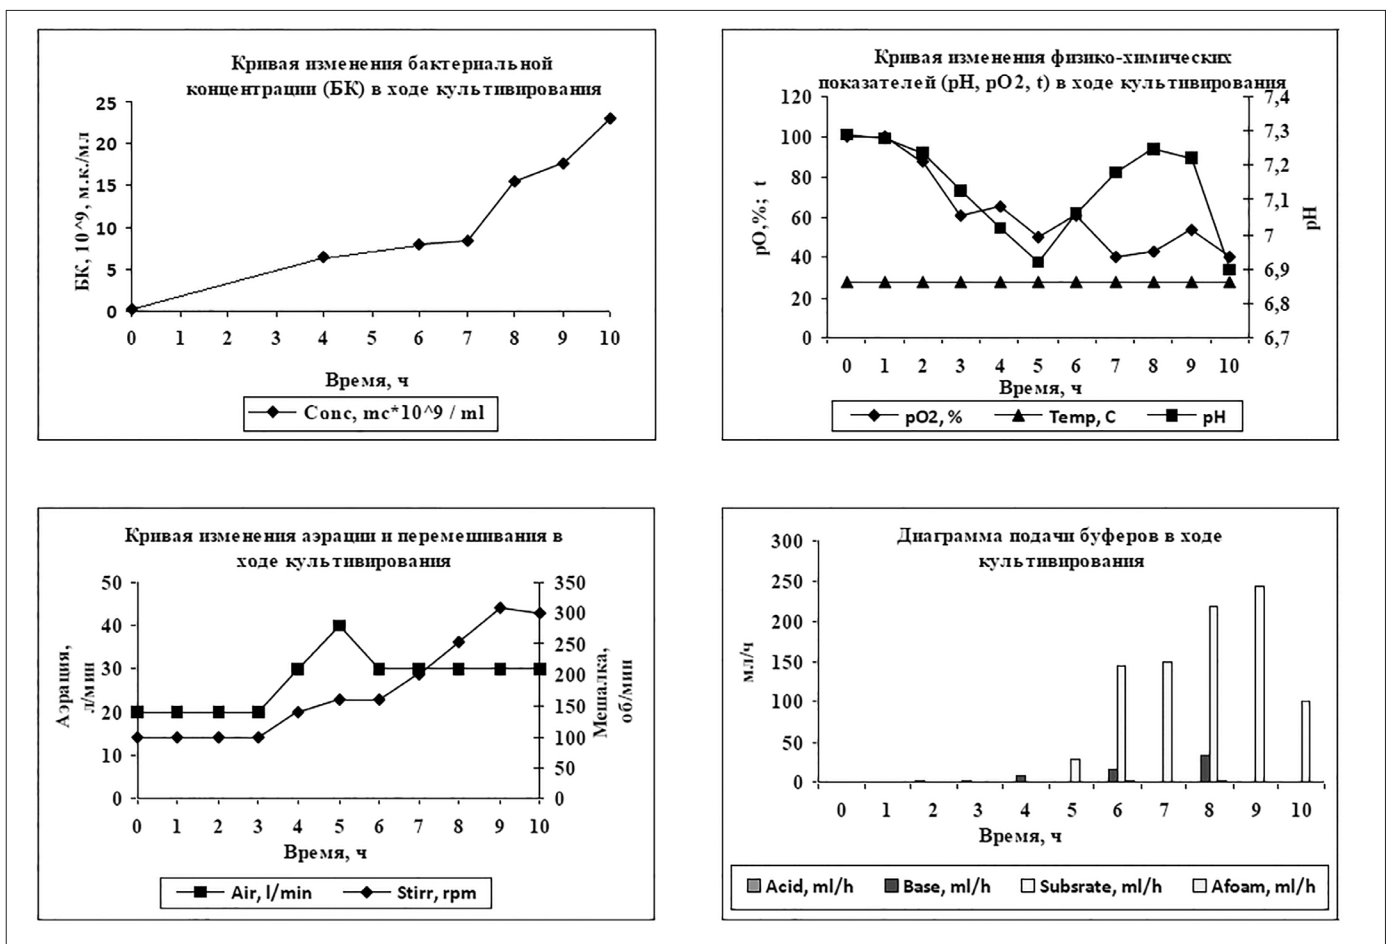 Кривая изменения бактериальной
концентрации (БК) в ходе культивирования
БК, 10^9, м.к./мл
25
20
15
10
5
0
0 1 2 3 4 5 6 7 8 9 10
Время, ч
Conc, mc*10^9 / ml
Кривая изменения физико-химических
показателей (pH, pO2, t) в ходе культивирования
pO,%; t
120
100
80
60
40
20
0
7,4
7,3
7,2
7,1
7
6,9
6,8
6,7
pH
0 1 2 3 4 5 6 7 8 9 10
Время, ч
pO2, % Temp, C pH
Кривая изменения аэрации и перемешивания в
ходе культивирования
Аэрация,
л/мин
50
40
30
20
10
0
350
300
250
200
150
100
50
0
Мешалка,
об/мин
0 1 2 3 4 5 6 7 8 9 10
Время, ч
Air, l/min Stirr, rpm
Диаграмма подачи буферов в ходе
культивирования
мл/ч
300
250
200
150
100
50
0
0 1 2 3 4 5 6 7 8 9 10
Время, ч
Acid, ml/h Base, ml/h Subsrate, ml/h Afoam, ml/h